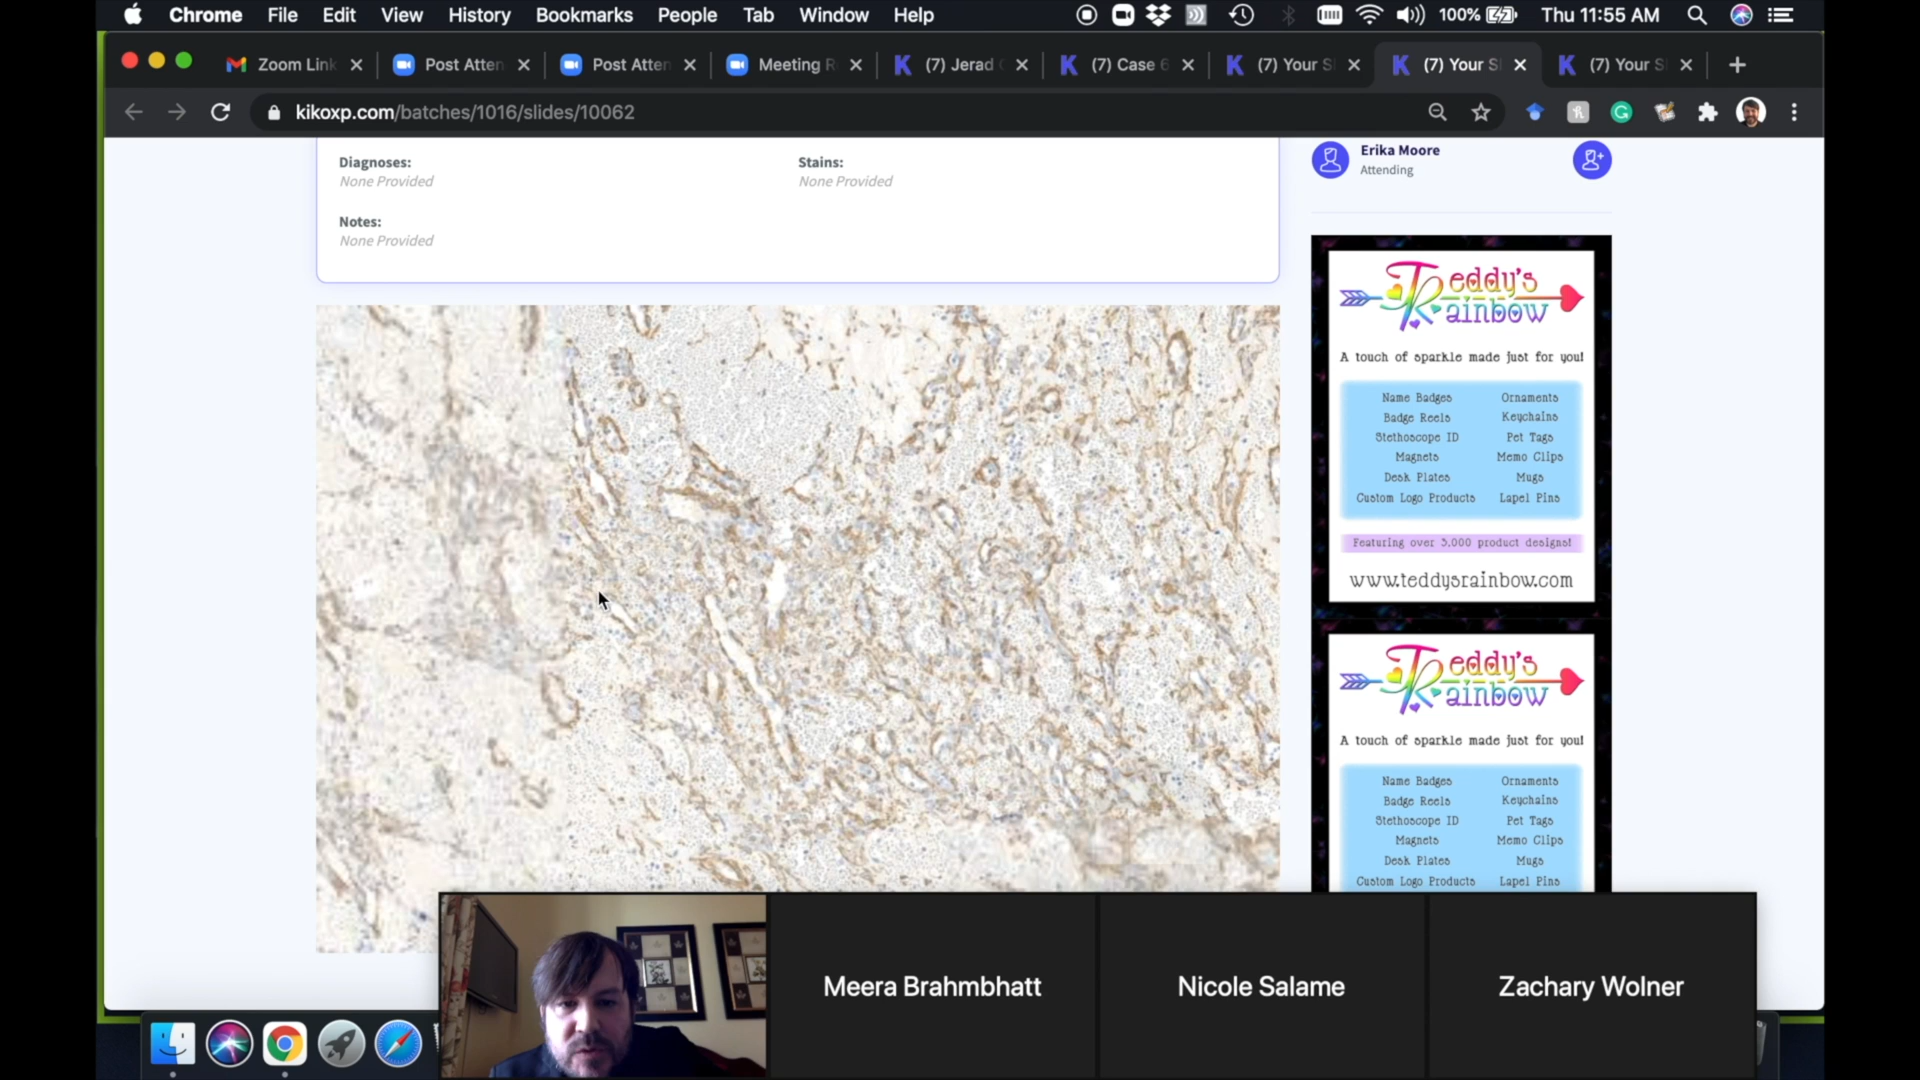 Chrome File Edit View History Bookmarks People Tab Window Help 100% Thu 11:55 AM
Zoom Link Post Atten Post Atten Meeting R (7) Jerad (7) Case 6 (7) Your Sl (7) Your Sl (7) Your S
kikoxp.com/batches/1016/slides/10062
Diagnoses: Stains:
None Provided None Provided
Notes:
None Provided
Erika Moore
Attending
Teddy's
Rainbow
A touch of sparkle made just for you!
Name Badges Ornaments
Badge Reels Keychains
Stethoscope ID Pet Tags
Magnets Memo Clips
Desk Plates Mugs
Custom Logo Products Lapel Pins
Featuring over 3,000 product designs!
www.teddysrainbow.com
Teddy's
Rainbow
A touch of sparkle made just for you!
Name Badges Ornaments
Badge Reels Keychains
Stethoscope ID Pet Tags
Magnets Memo Clips
Desk Plates Mugs
Custom Logo Products Lapel Pins
Meera Brahmbhatt Nicole Salame Zachary Wolner